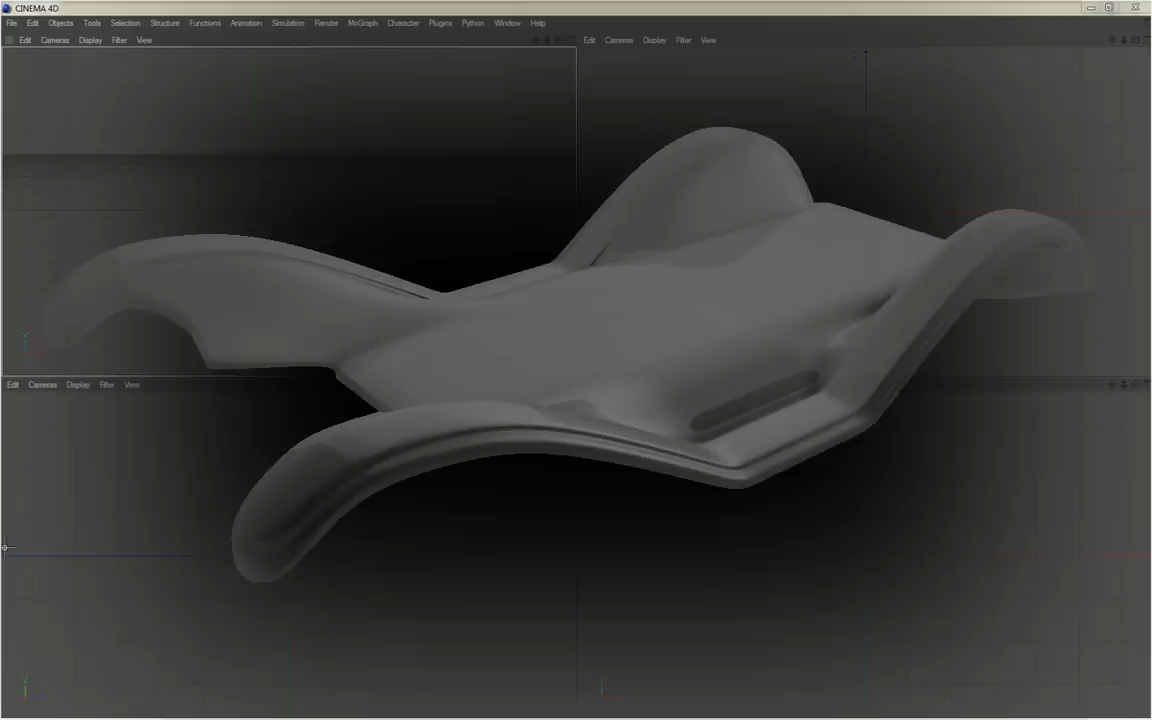 CINEMA 4D
File Edit Objects Tools Selection Structure Functions Animation Simulation Render MoGraph Character Plugins Python Window Help
Edit Cameras Display Filter View
Edit Cameras Display Filter View
Y
Edit Cameras Display Filter View
Y